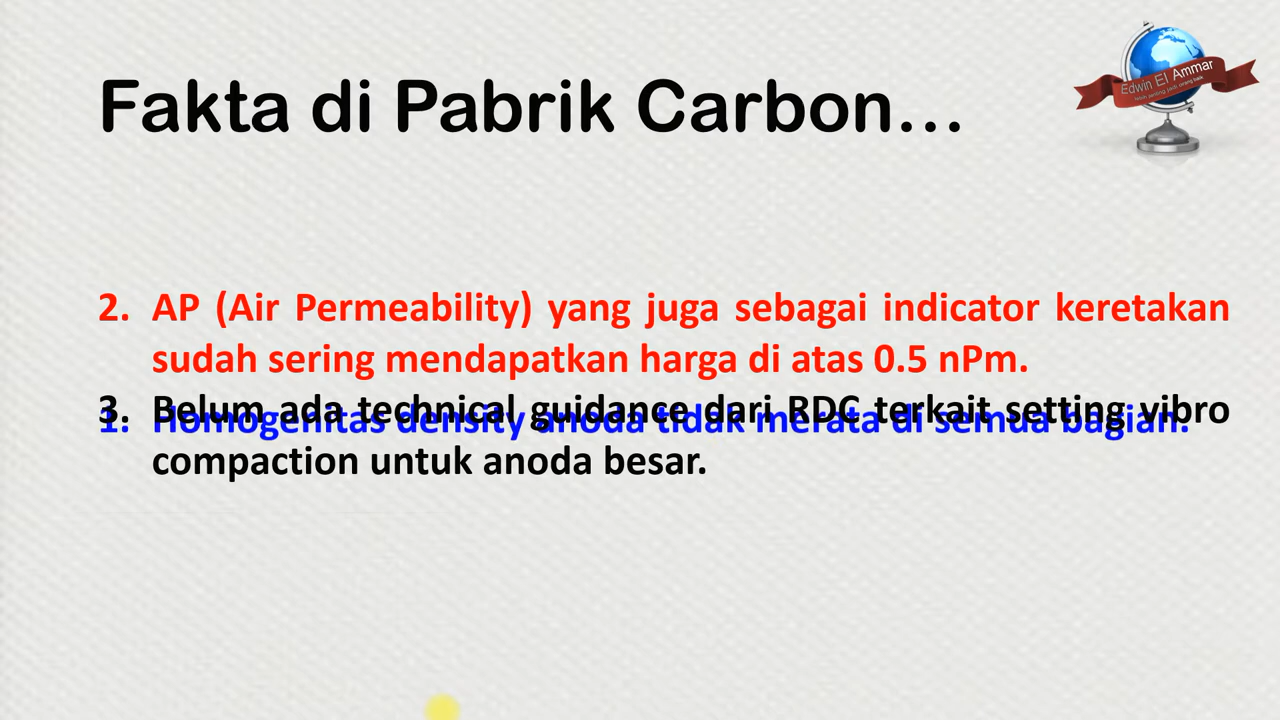 Fakta di Pabrik Carbon...
Edwin El Ammar
2. AP (Air Permeability) yang juga sebagai indicator keretakan
sudah sering mendapatkan harga di atas 0.5 nPm.
3. Belum ada technical guidance dari RDC terkait setting vibro
1. Homogenitas density anoda tidak merata di semua bagian.
compaction untuk anoda besar.